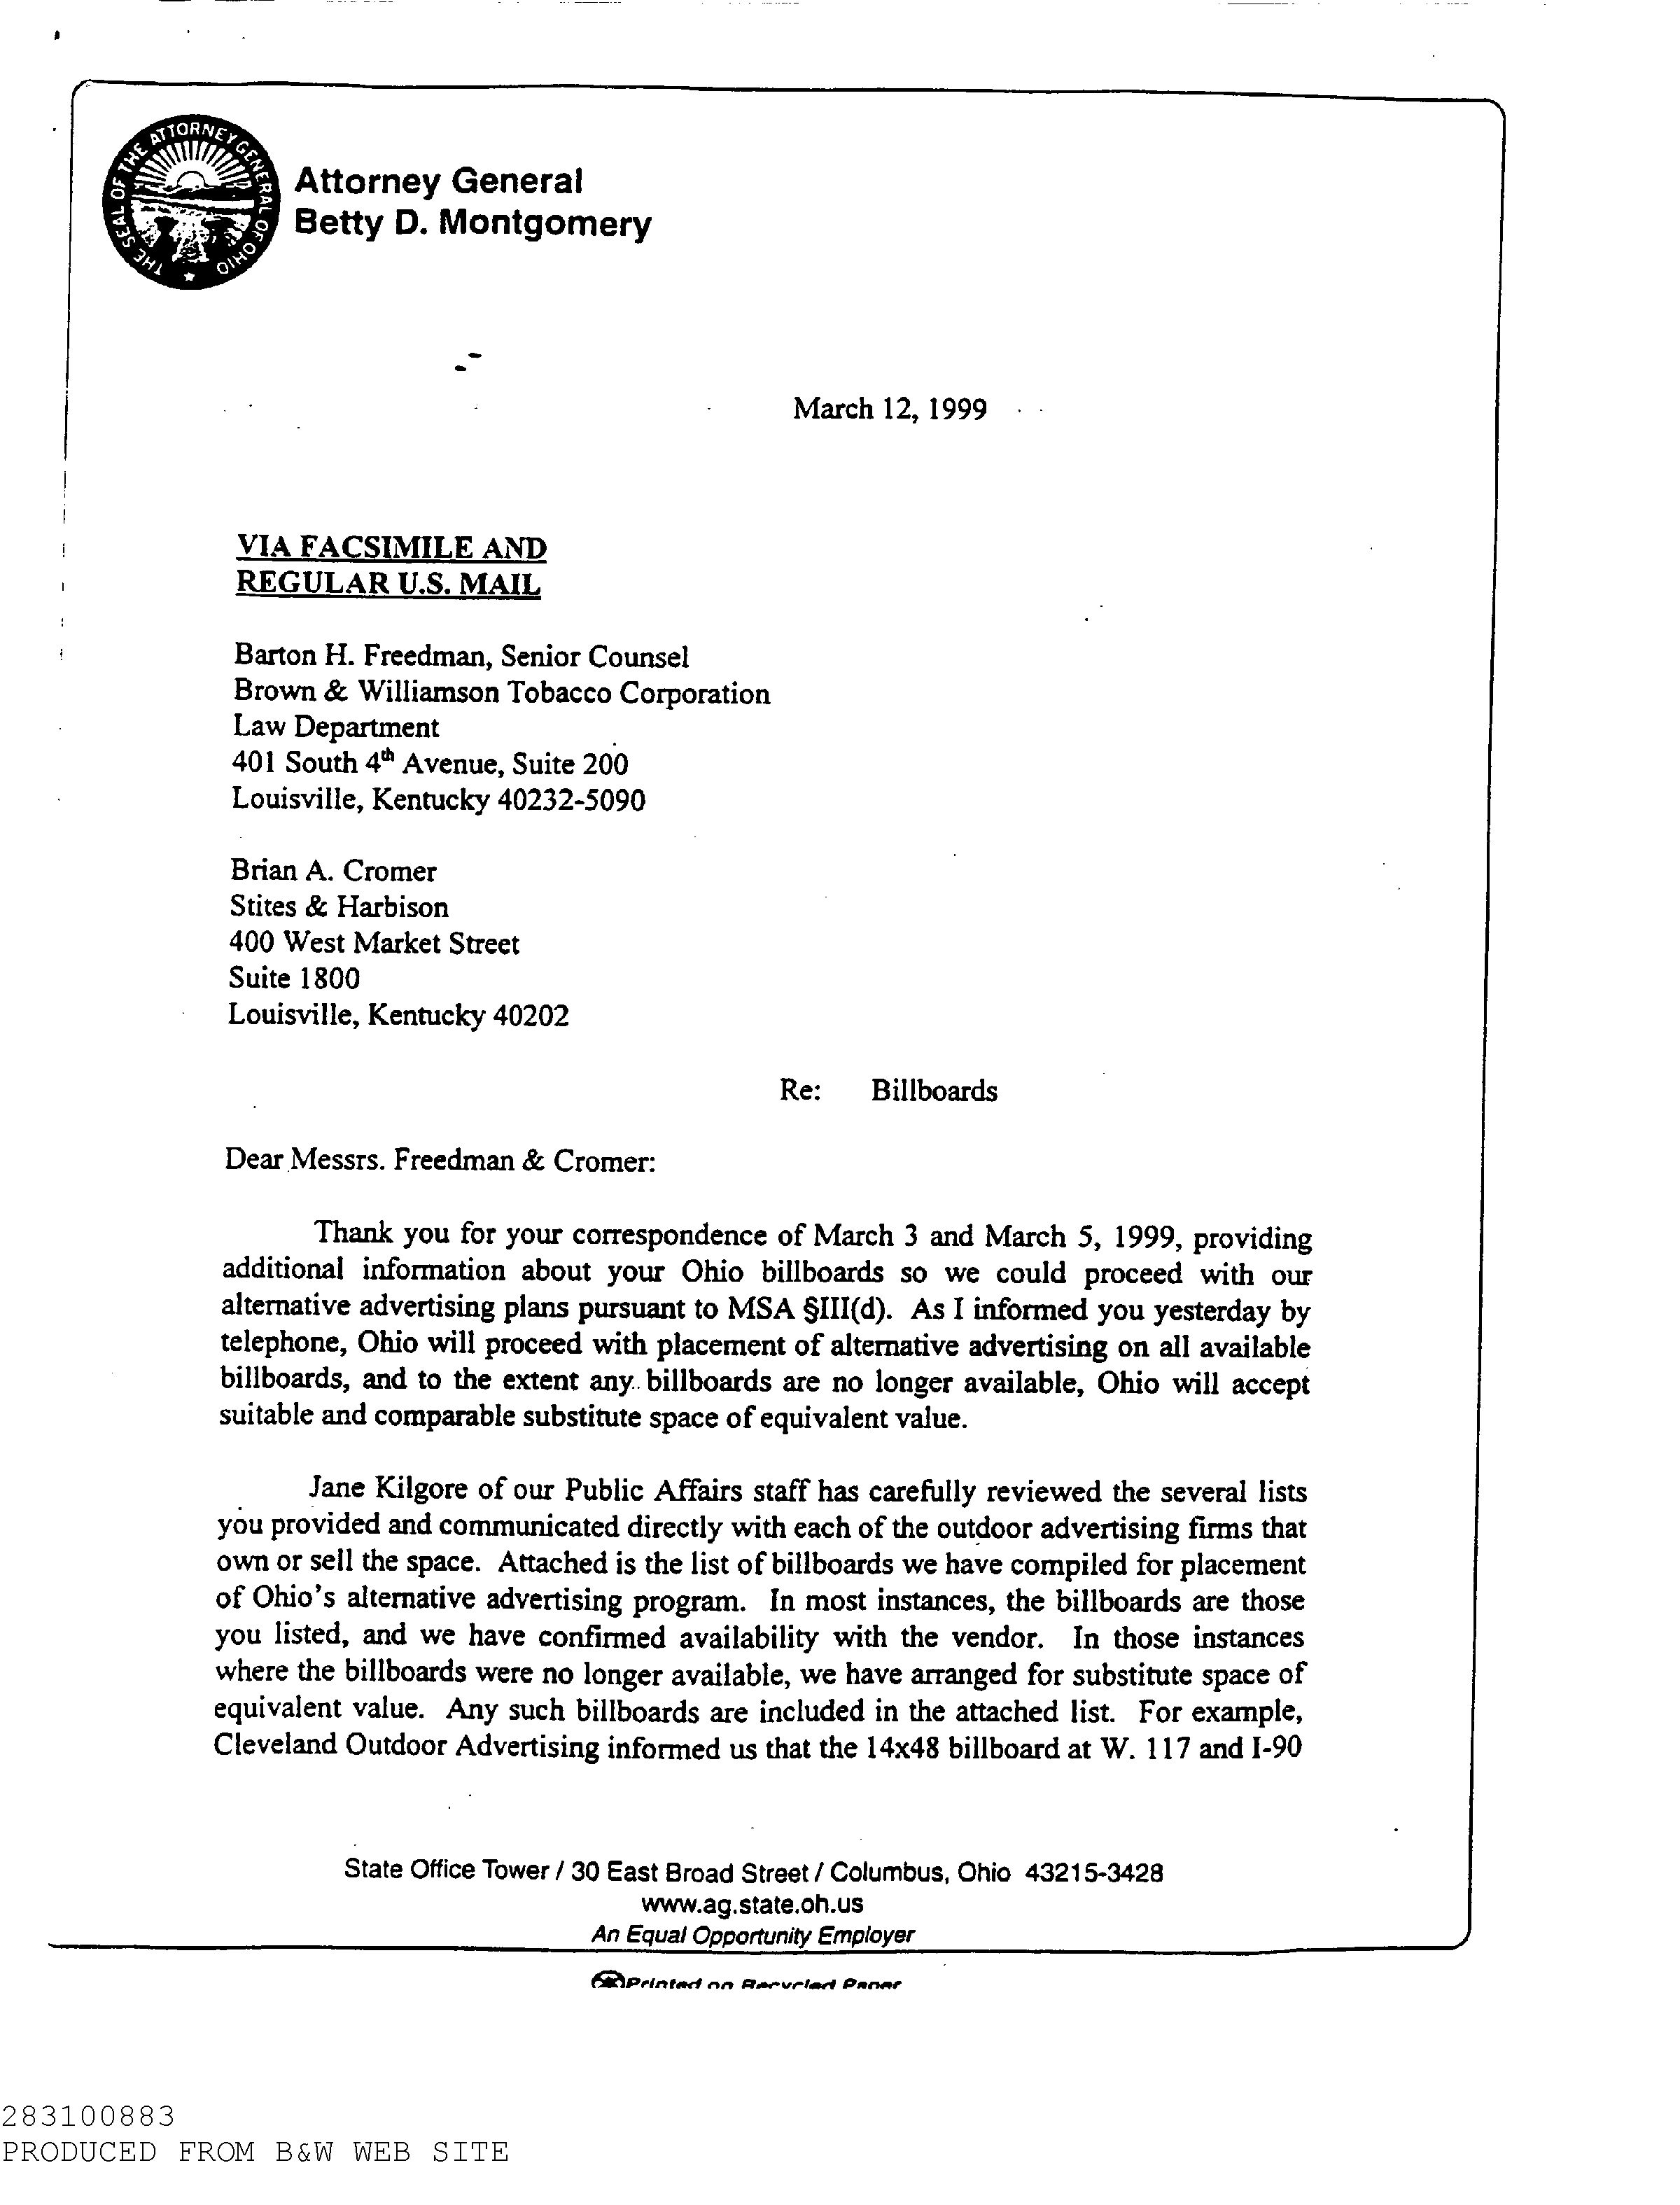 THE SEAL OF THE ATTORNEY GENERAL OF OHIO
Attorney General
Betty D. Montgomery
March 12, 1999
VIA FACSIMILE AND
REGULAR U.S. MAIL
Barton H. Freedman, Senior Counsel
Brown & Williamson Tobacco Corporation
Law Department
401 South 4th Avenue, Suite 200
Louisville, Kentucky 40232-5090
Brian A. Cromer
Stites & Harbison
400 West Market Street
Suite 1800
Louisville, Kentucky 40202
Re: Billboards
Dear Messrs. Freedman & Cromer:
Thank you for your correspondence of March 3 and March 5, 1999, providing
additional information about your Ohio billboards so we could proceed with our
alternative advertising plans pursuant to MSA §III(d). As I informed you yesterday by
telephone, Ohio will proceed with placement of alternative advertising on all available
billboards, and to the extent any billboards are no longer available, Ohio will accept
suitable and comparable substitute space of equivalent value.
Jane Kilgore of our Public Affairs staff has carefully reviewed the several lists
you provided and communicated directly with each of the outdoor advertising firms that
own or sell the space. Attached is the list of billboards we have compiled for placement
of Ohio's alternative advertising program. In most instances, the billboards are those
you listed, and we have confirmed availability with the vendor. In those instances
where the billboards were no longer available, we have arranged for substitute space of
equivalent value. Any such billboards are included in the attached list. For example,
Cleveland Outdoor Advertising informed us that the 14x48 billboard at W. 117 and I-90
State Office Tower / 30 East Broad Street / Columbus, Ohio 43215-3428
www.ag.state.oh.us
An Equal Opportunity Employer
Printed on Recycled Paper
283100883
PRODUCED FROM B&W WEB SITE